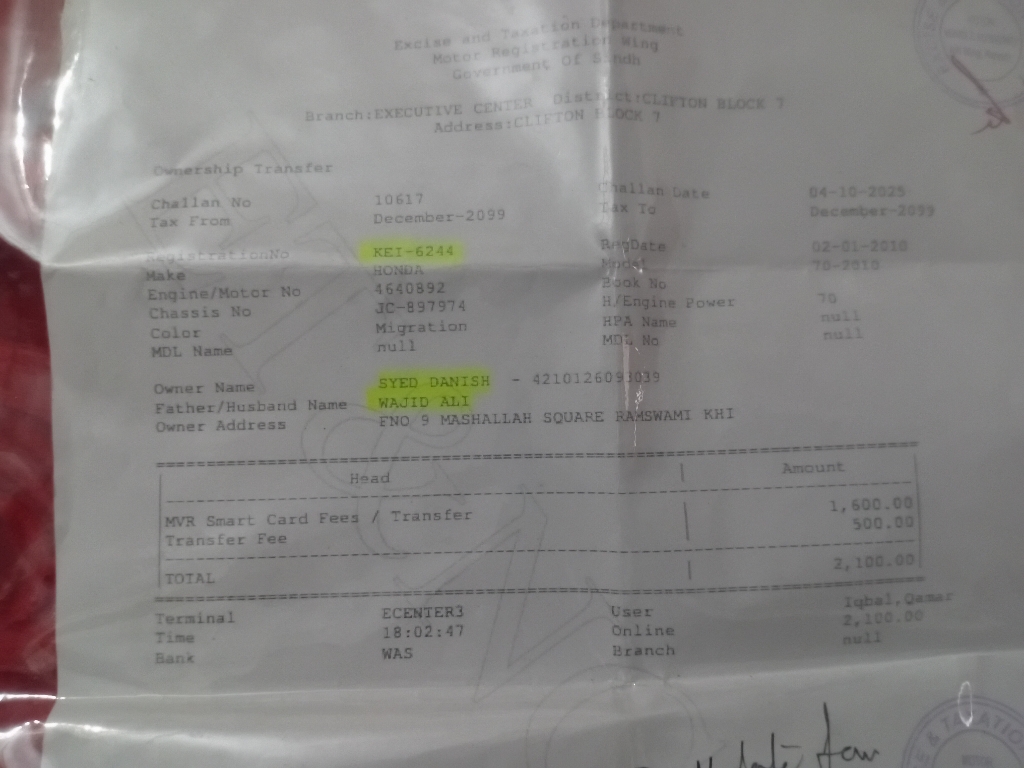 Excise and Taxation Department
Motor Registration Wing
Government Of Sindh
Branch:EXECUTIVE CENTER District:CLIFTON BLOCK 7
Address:CLIFTON BLOCK 7
Ownership Transfer
Challan No 10617 Challan Date 04-10-2025
Tax From December-2099 Tax To December-2099
RegistrationNo KEI-6244 RegDate 02-01-2010
Make HONDA Model 70-2010
Engine/Motor No 4640892 Book No
Chassis No JC-897974 H/Engine Power 70
Color Migration HPA Name null
MDL Name null MDL No null
Owner Name SYED DANISH - 4210126093039
Father/Husband Name WAJID ALI
Owner Address FNO 9 MASHALLAH SQUARE RAMSWAMI KHI
Head Amount
MVR Smart Card Fees / Transfer 1,600.00
Transfer Fee 500.00
TOTAL 2,100.00
Terminal ECENTER3 User Iqbal,Qamar
Time 18:02:47 Online 2,100.00
Bank WAS Branch null